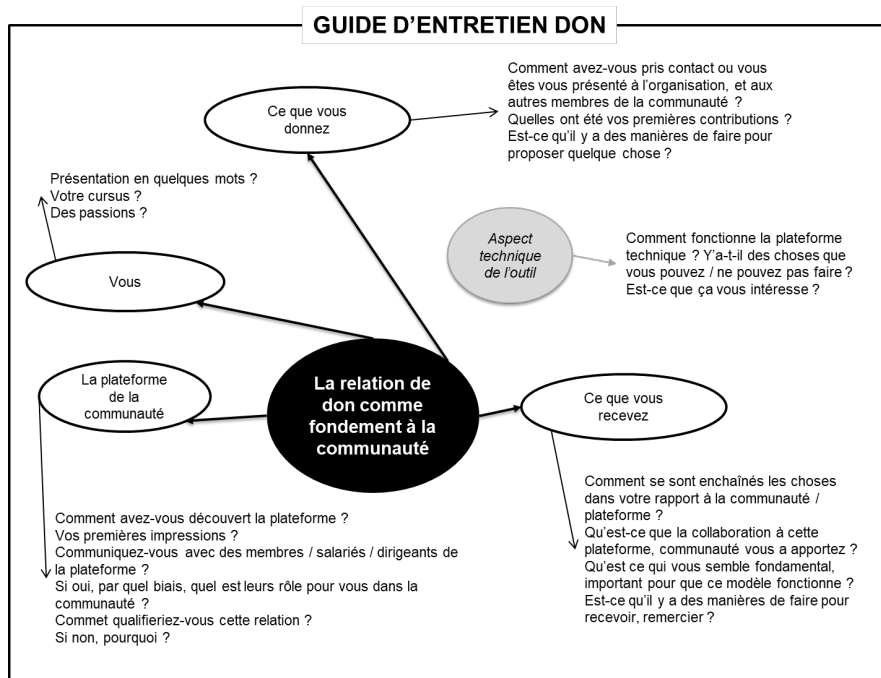 GUIDE D’ENTRETIEN DON
Ce que vous
donnez
Comment avez-vous pris contact ou vous
êtes vous présenté à l’organisation, et aux
autres membres de la communauté ?
Quelles ont été vos premières contributions ?
Est-ce qu’il y a des manières de faire pour
proposer quelque chose ?
Présentation en quelques mots ?
Votre cursus ?
Des passions ?
Vous
Aspect
technique
de l’outil
Comment fonctionne la plateforme
technique ? Y’a-t-il des choses que
vous pouvez / ne pouvez pas faire ?
Est-ce que ça vous intéresse ?
La plateforme
de la
communauté
La relation de
don comme
fondement à la
communauté
Ce que vous
recevez
Comment avez-vous découvert la plateforme ?
Vos premières impressions ?
Communiquez-vous avec des membres / salariés / dirigeants de
la plateforme ?
Si oui, par quel biais, quel est leurs rôle pour vous dans la
communauté ?
Commet qualifieriez-vous cette relation ?
Si non, pourquoi ?
Comment se sont enchaînés les choses
dans votre rapport à la communauté /
plateforme ?
Qu’est-ce que la collaboration à cette
plateforme, communauté vous a apportez ?
Qu’est ce qui vous semble fondamental,
important pour que ce modèle fonctionne ?
Est-ce qu’il y a des manières de faire pour
recevoir, remercier ?